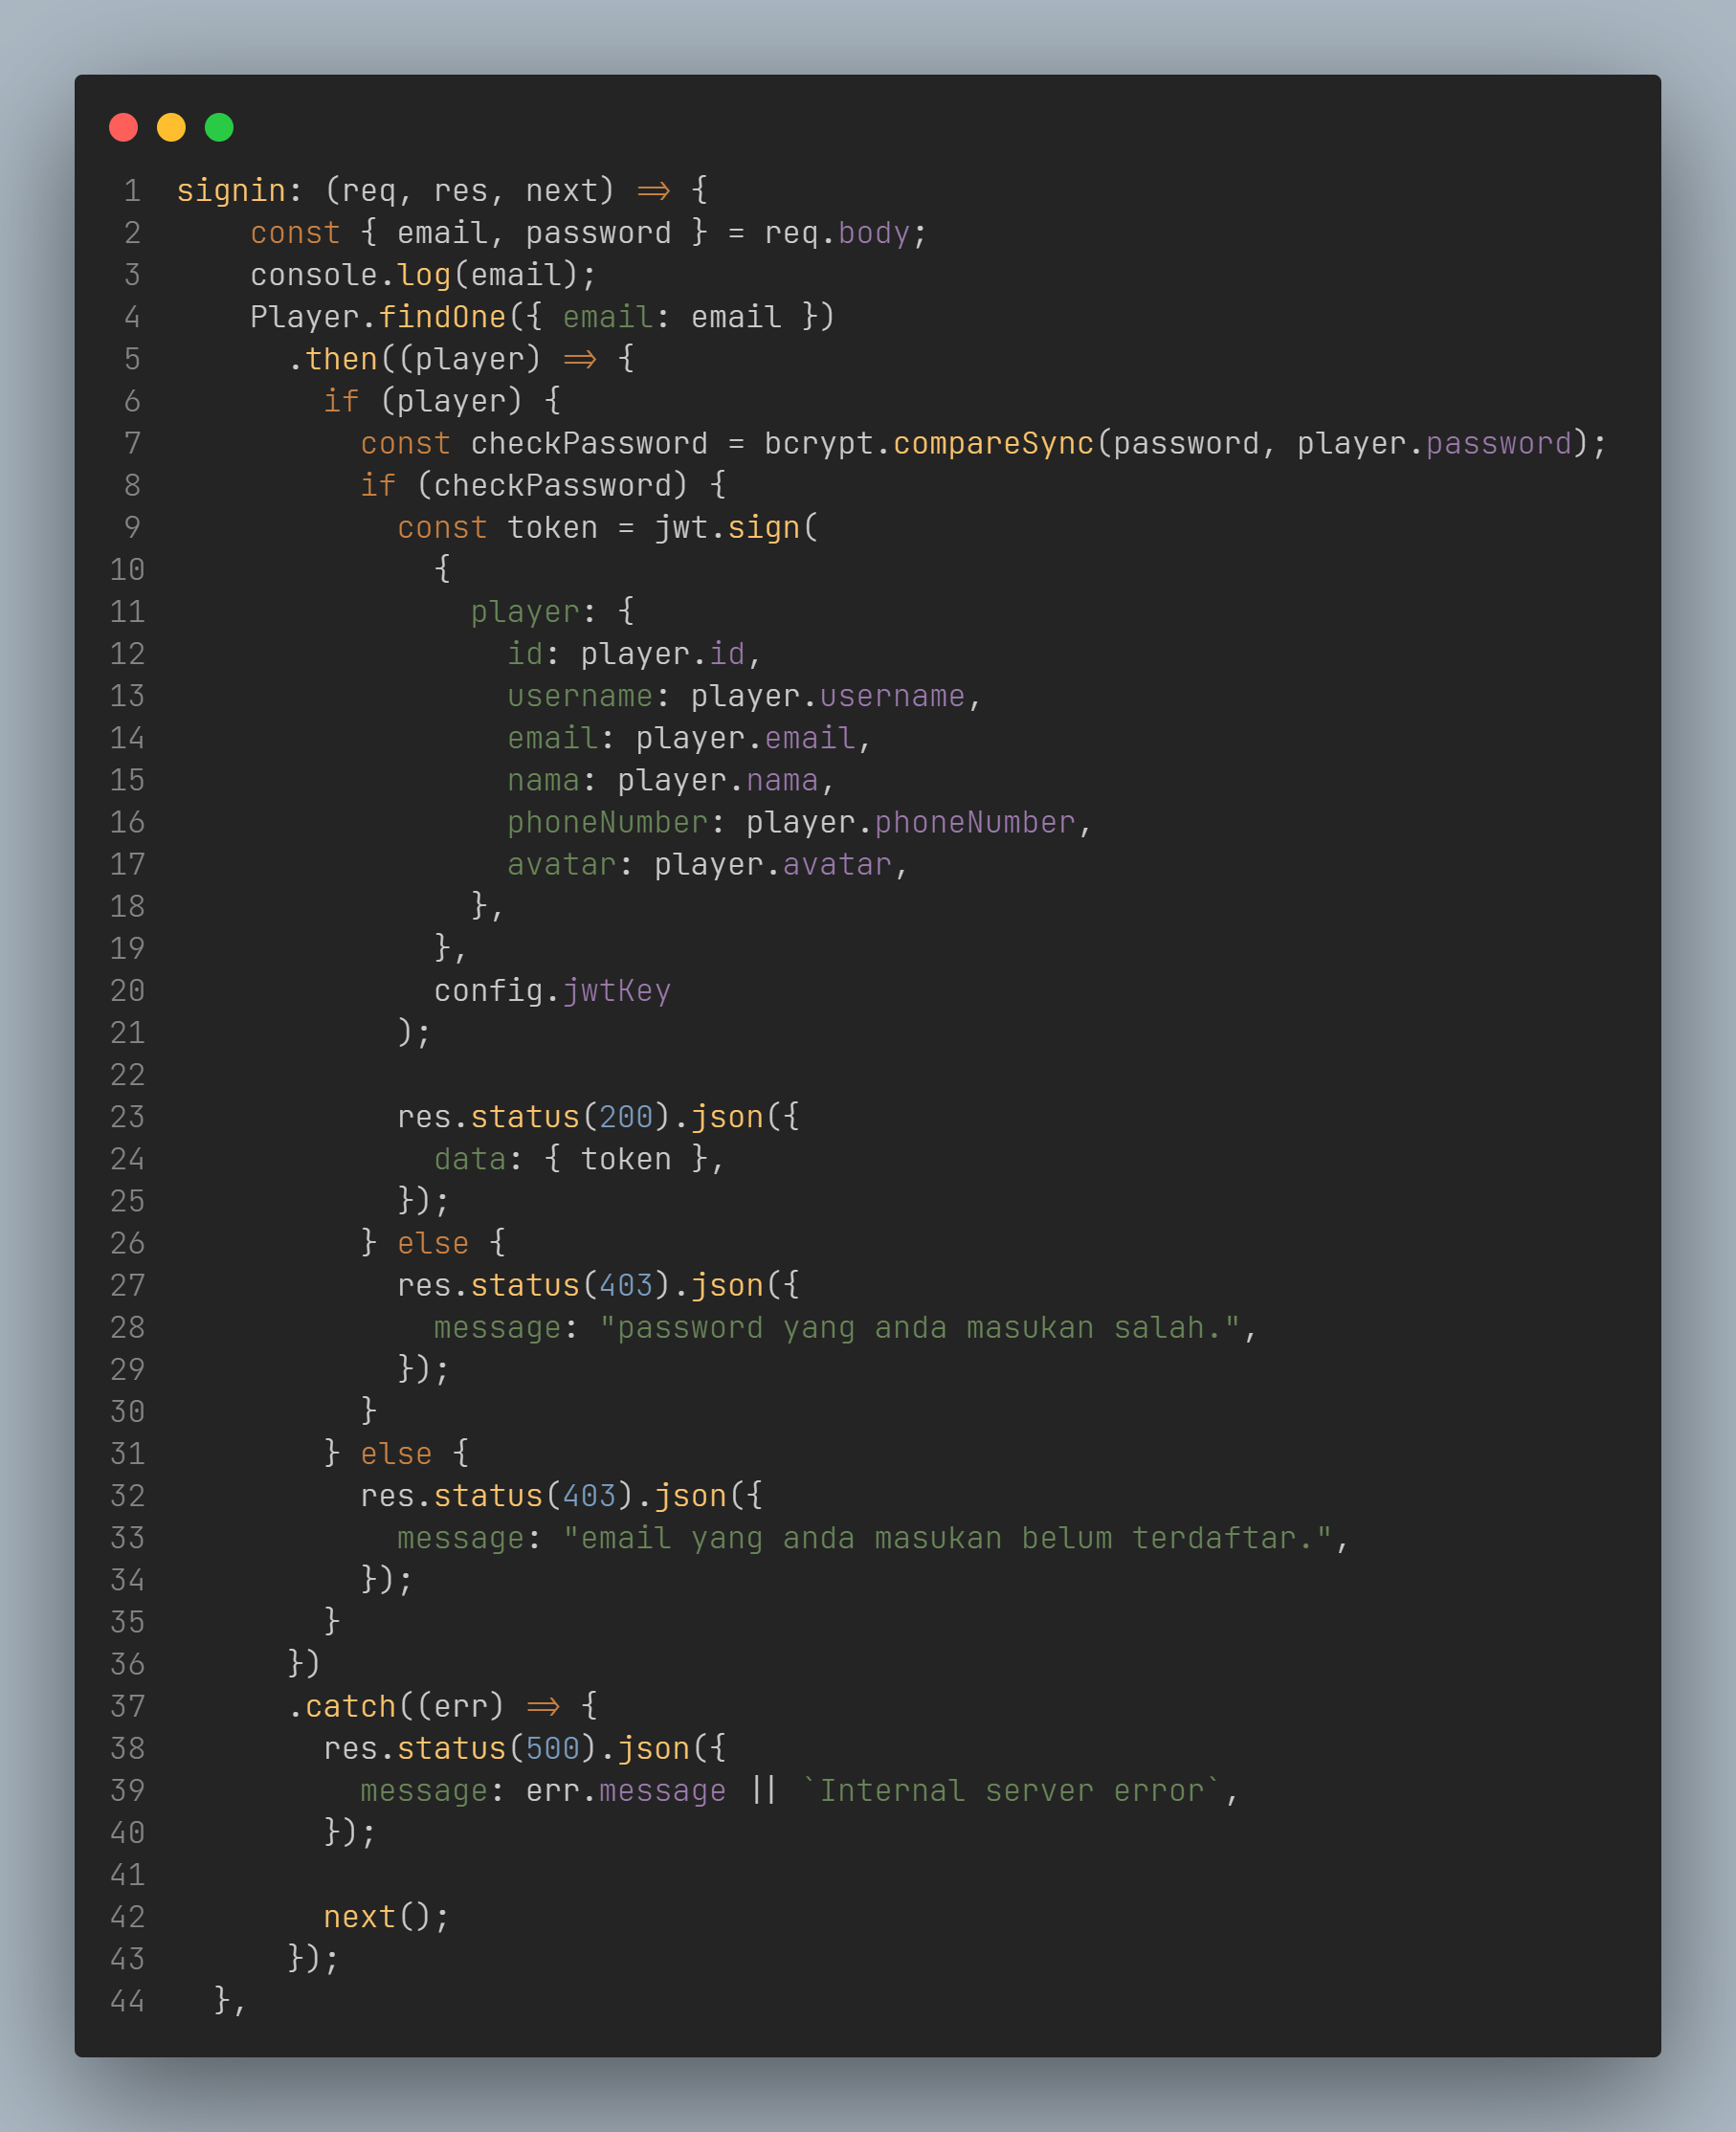 1 signin: (req, res, next) => {
2 const { email, password } = req.body;
3 console.log(email);
4 Player.findOne({ email: email })
5 .then((player) => {
6 if (player) {
7 const checkPassword = bcrypt.compareSync(password, player.password);
8 if (checkPassword) {
9 const token = jwt.sign(
10 {
11 player: {
12 id: player.id,
13 username: player.username,
14 email: player.email,
15 nama: player.nama,
16 phoneNumber: player.phoneNumber,
17 avatar: player.avatar,
18 },
19 },
20 config.jwtKey
21 );
22
23 res.status(200).json({
24 data: { token },
25 });
26 } else {
27 res.status(403).json({
28 message: "password yang anda masukan salah.",
29 });
30 }
31 } else {
32 res.status(403).json({
33 message: "email yang anda masukan belum terdaftar.",
34 });
35 }
36 })
37 .catch((err) => {
38 res.status(500).json({
39 message: err.message || `Internal server error`,
40 });
41
42 next();
43 });
44 },